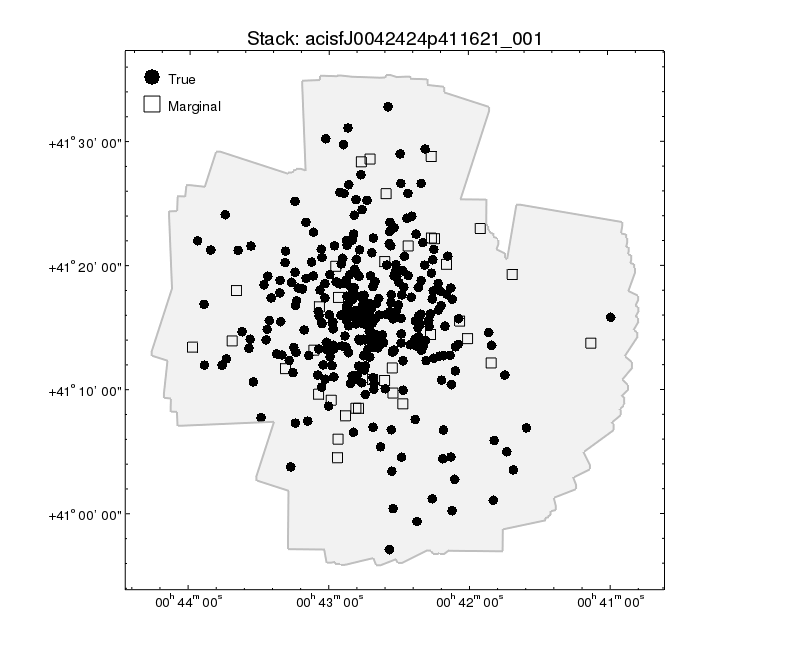 Stack: acisfJ0042424p411621_001
True
Marginal
+41° 30' 00"
+41° 20' 00"
+41° 10' 00"
+41° 00' 00"
00h 44m 00s 00h 43m 00s 00h 42m 00s 00h 41m 00s